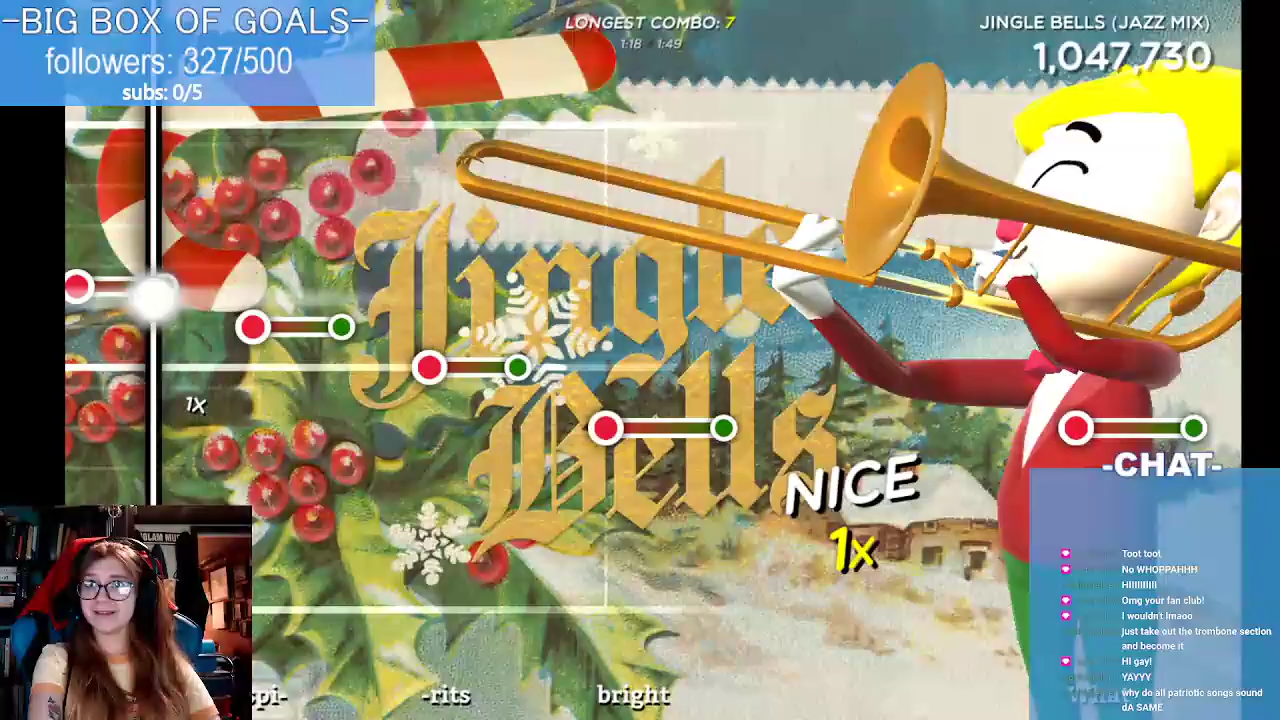 -BIG BOX OF GOALS-
followers: 327/500
subs: 0/5
LONGEST COMBO: 7
1:18 / 1:49
JINGLE BELLS (JAZZ MIX)
1,047,730
Jingle
Bells
1X
NICE
1x
-CHAT-
Toot toot
No WHOPPAHHH
Omg your fan club!
I wouldn't lmaoo
just take out the trombone section
and become it
Hi gay!
YAYYY
why do all patriotic songs sound
dA SAME
spi- -rits bright